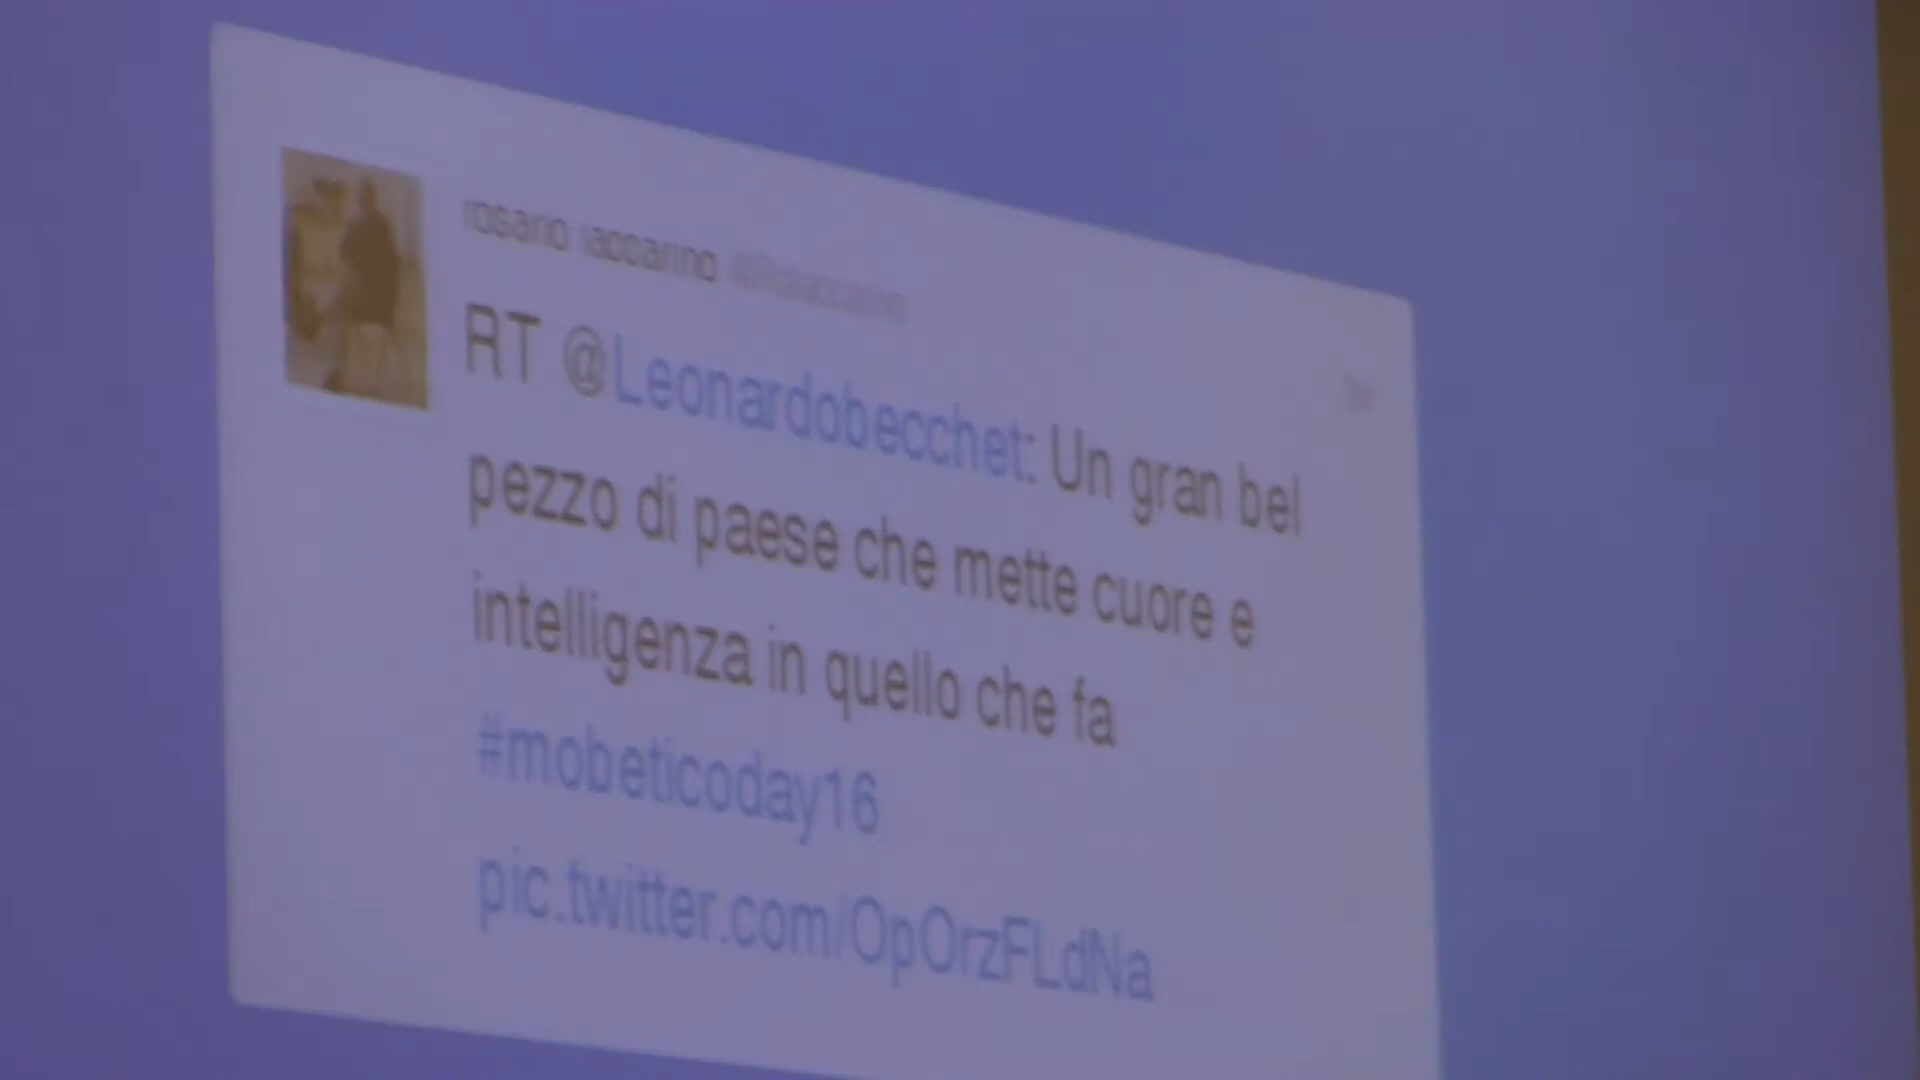 rosario iaccarino
RT @Leonardobecchet: Un gran bel
pezzo di paese che mette cuore e
intelligenza in quello che fa
#mobeticoday16
pic.twitter.com/OpOrzFLdNa